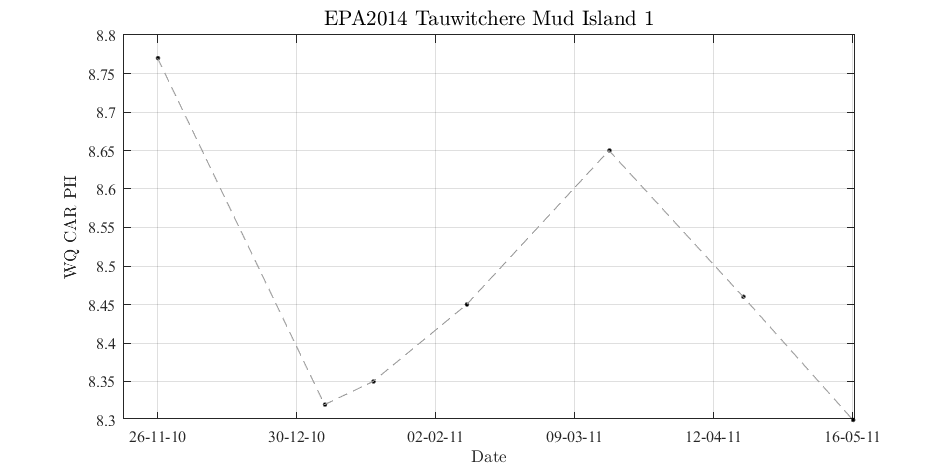 EPA2014 Tauwitchere Mud Island 1
8.8
8.75
8.7
8.65
8.6
8.55
8.5
8.45
8.4
8.35
8.3
WQ CAR PH
26-11-10 30-12-10 02-02-11 09-03-11 12-04-11 16-05-11
Date